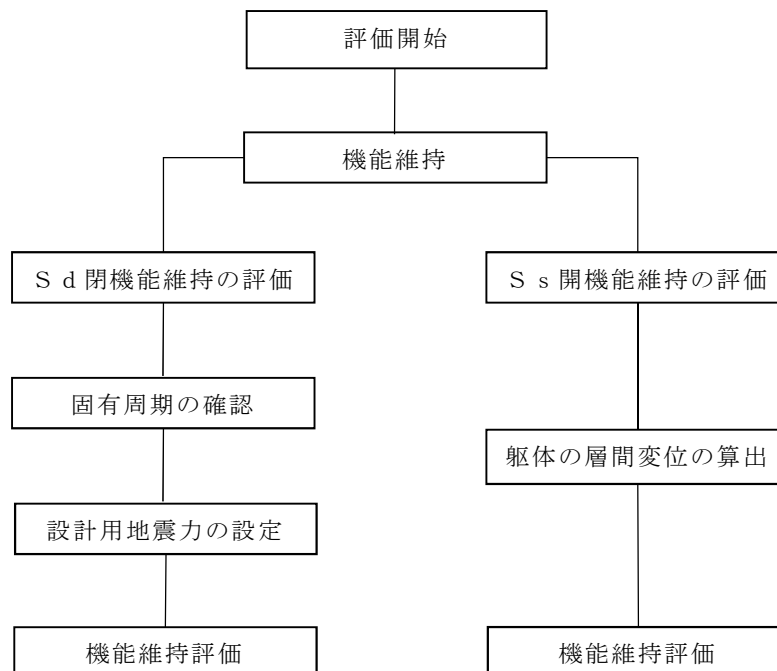 評価開始
機能維持
Ｓｄ閉機能維持の評価
Ｓｓ開機能維持の評価
固有周期の確認
躯体の層間変位の算出
設計用地震力の設定
機能維持評価
機能維持評価